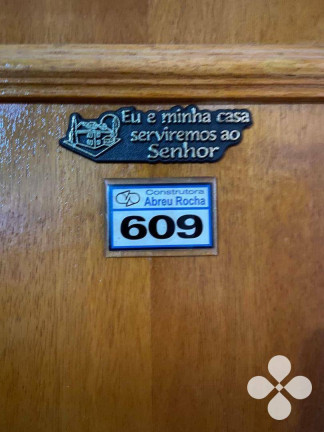 Eu e minha casa
serviremos ao
Senhor
Construtora
Abreu Rocha
609